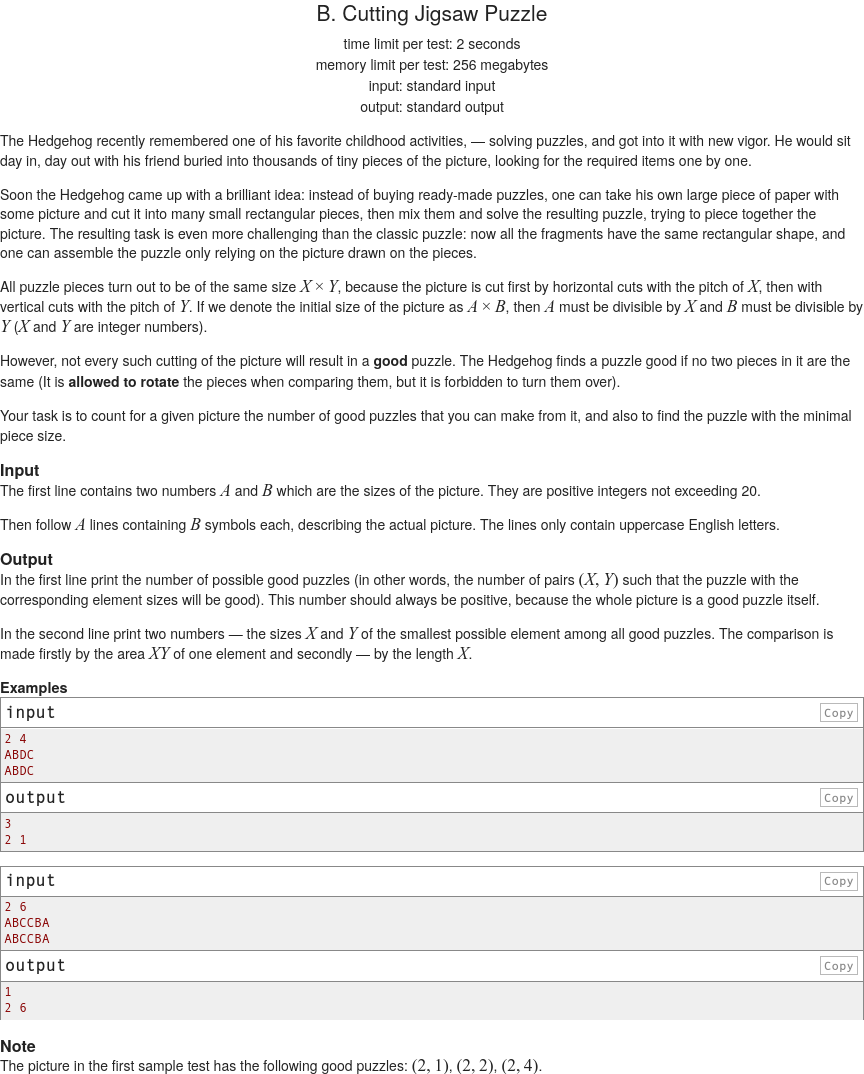 B. Cutting Jigsaw Puzzle
time limit per test: 2 seconds
memory limit per test: 256 megabytes
input: standard input
output: standard output
The Hedgehog recently remembered one of his favorite childhood activities, — solving puzzles, and got into it with new vigor. He would sit
day in, day out with his friend buried into thousands of tiny pieces of the picture, looking for the required items one by one.
Soon the Hedgehog came up with a brilliant idea: instead of buying ready-made puzzles, one can take his own large piece of paper with
some picture and cut it into many small rectangular pieces, then mix them and solve the resulting puzzle, trying to piece together the
picture. The resulting task is even more challenging than the classic puzzle: now all the fragments have the same rectangular shape, and
one can assemble the puzzle only relying on the picture drawn on the pieces.
All puzzle pieces turn out to be of the same size X × Y, because the picture is cut first by horizontal cuts with the pitch of X, then with
vertical cuts with the pitch of Y. If we denote the initial size of the picture as A × B, then A must be divisible by X and B must be divisible by
Y (X and Y are integer numbers).
However, not every such cutting of the picture will result in a good puzzle. The Hedgehog finds a puzzle good if no two pieces in it are the
same (It is allowed to rotate the pieces when comparing them, but it is forbidden to turn them over).
Your task is to count for a given picture the number of good puzzles that you can make from it, and also to find the puzzle with the minimal
piece size.
Input
The first line contains two numbers A and B which are the sizes of the picture. They are positive integers not exceeding 20.
Then follow A lines containing B symbols each, describing the actual picture. The lines only contain uppercase English letters.
Output
In the first line print the number of possible good puzzles (in other words, the number of pairs (X, Y) such that the puzzle with the
corresponding element sizes will be good). This number should always be positive, because the whole picture is a good puzzle itself.
In the second line print two numbers — the sizes X and Y of the smallest possible element among all good puzzles. The comparison is
made firstly by the area XY of one element and secondly — by the length X.
Examples
input Copy
2 4
ABDC
ABDC
output Copy
3
2 1
input Copy
2 6
ABCCBA
ABCCBA
output Copy
1
2 6
Note
The picture in the first sample test has the following good puzzles: (2, 1), (2, 2), (2, 4).